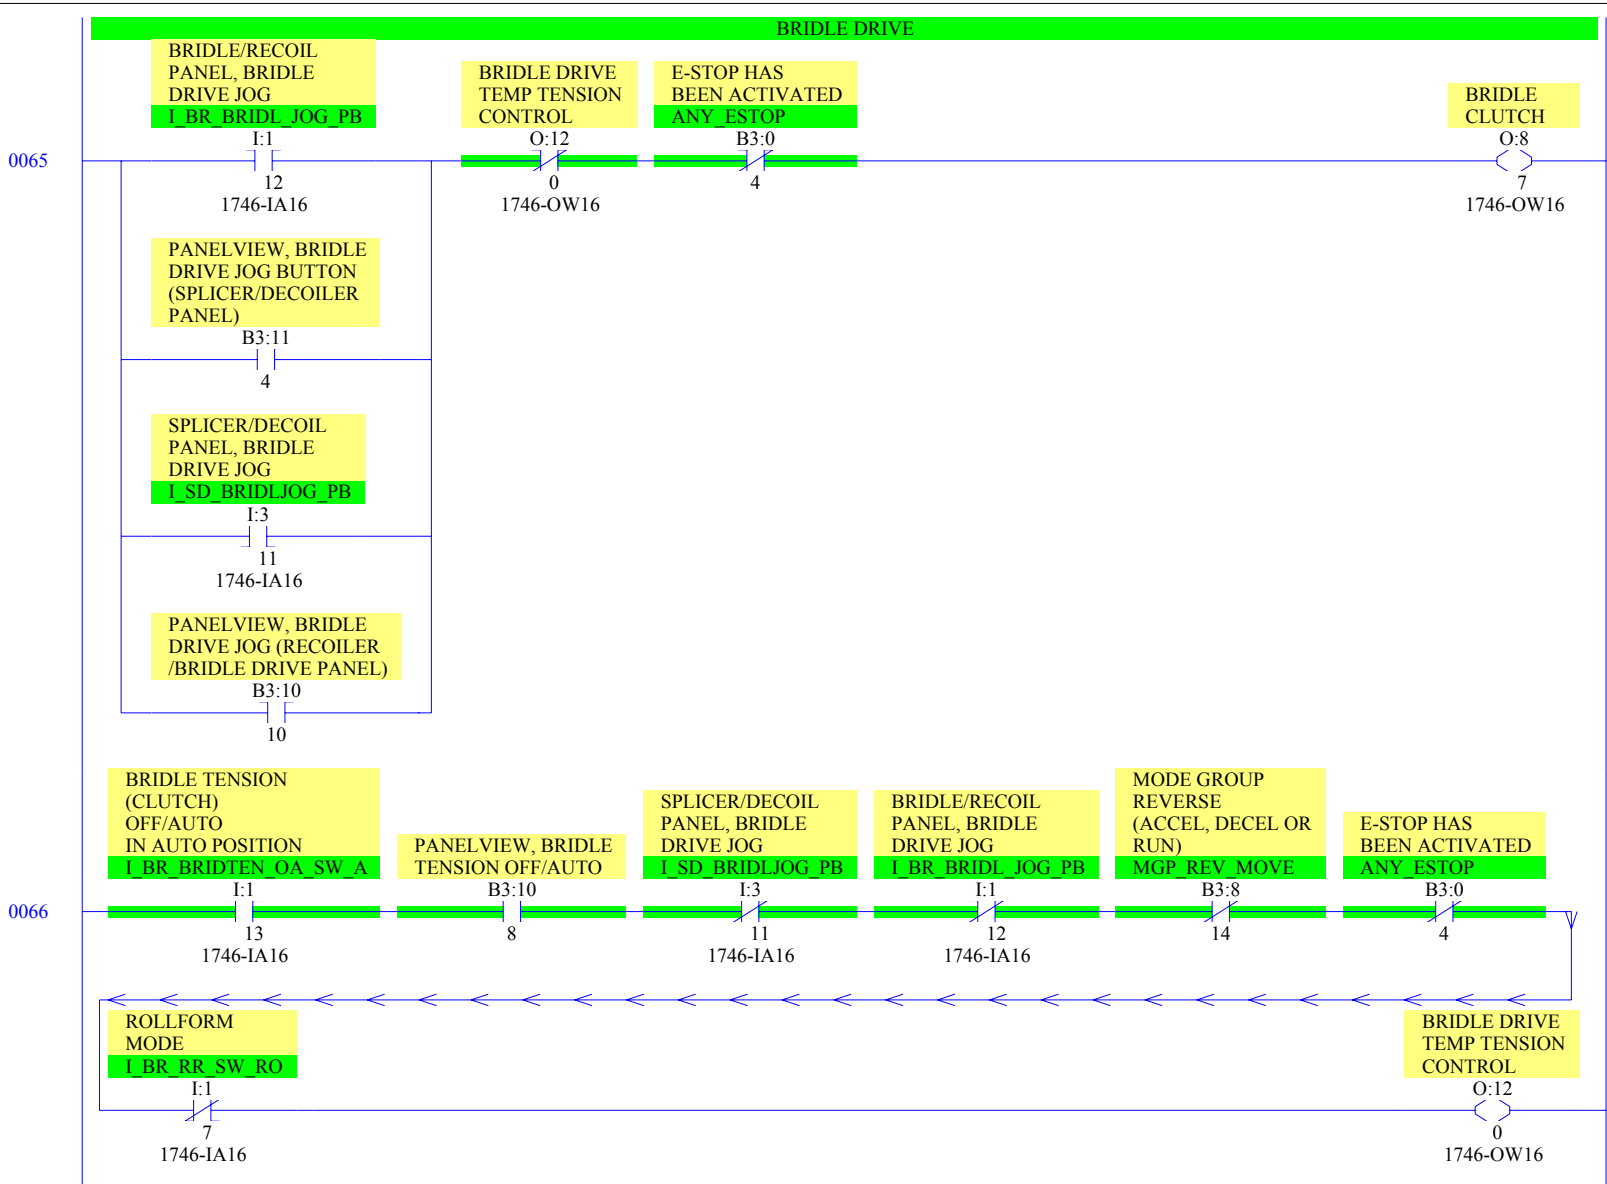 BRIDLE DRIVE
BRIDLE/RECOIL
PANEL, BRIDLE
DRIVE JOG
I_BR_BRIDL_JOG_PB
I:1
12
1746-IA16
BRIDLE DRIVE
TEMP TENSION
CONTROL
O:12
0
1746-OW16
E-STOP HAS
BEEN ACTIVATED
ANY_ESTOP
B3:0
4
BRIDLE
CLUTCH
O:8
7
1746-OW16
0065
PANELVIEW, BRIDLE
DRIVE JOG BUTTON
(SPLICER/DECOILER
PANEL)
B3:11
4
SPLICER/DECOIL
PANEL, BRIDLE
DRIVE JOG
I_SD_BRIDLJOG_PB
I:3
11
1746-IA16
PANELVIEW, BRIDLE
DRIVE JOG (RECOILER
/BRIDLE DRIVE PANEL)
B3:10
10
0066
BRIDLE TENSION
(CLUTCH)
OFF/AUTO
IN AUTO POSITION
I_BR_BRIDTEN_OA_SW_A
I:1
13
1746-IA16
PANELVIEW, BRIDLE
TENSION OFF/AUTO
B3:10
8
SPLICER/DECOIL
PANEL, BRIDLE
DRIVE JOG
I_SD_BRIDLJOG_PB
I:3
11
1746-IA16
BRIDLE/RECOIL
PANEL, BRIDLE
DRIVE JOG
I_BR_BRIDL_JOG_PB
I:1
12
1746-IA16
MODE GROUP
REVERSE
(ACCEL, DECEL OR
RUN)
MGP_REV_MOVE
B3:8
14
E-STOP HAS
BEEN ACTIVATED
ANY_ESTOP
B3:0
4
ROLLFORM
MODE
I_BR_RR_SW_RO
I:1
7
1746-IA16
BRIDLE DRIVE
TEMP TENSION
CONTROL
O:12
0
1746-OW16